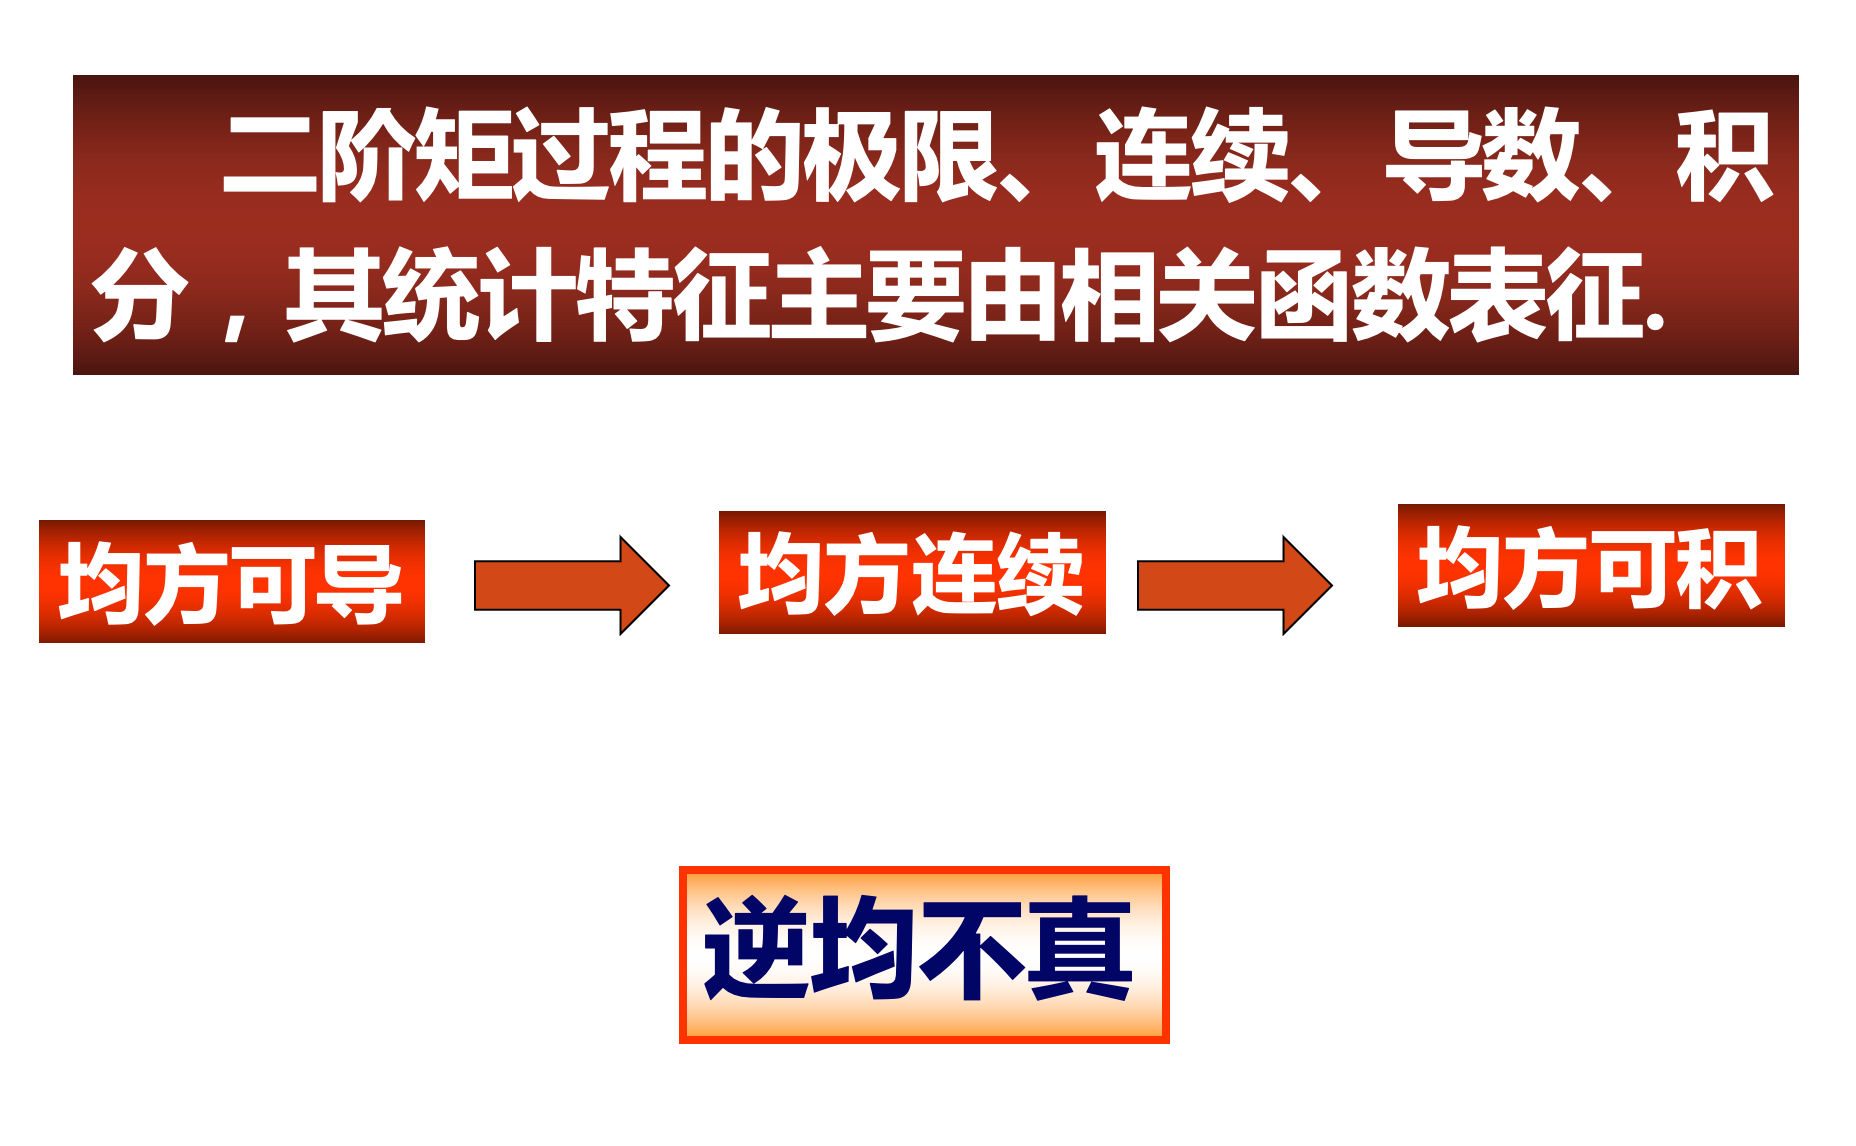 二阶矩过程的极限、连续、导数、积
分，其统计特征主要由相关函数表征.
均方可导
均方连续
均方可积
逆均不真